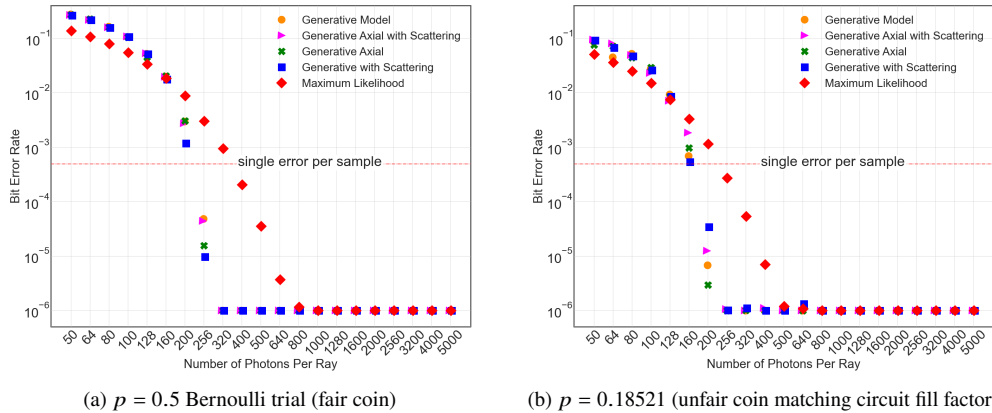 Generative Model
Generative Axial with Scattering
Generative Axial
Generative with Scattering
Maximum Likelihood
10⁻¹
10⁻²
10⁻³
10⁻⁴
10⁻⁵
10⁻⁶
Bit Error Rate
single error per sample
50 64 80 100 128 160 200 256 320 400 500 640 800 1000 1280 1600 2000 2560 3200 4000 5000
Number of Photons Per Ray
(a) p = 0.5 Bernoulli trial (fair coin)
Generative Model
Generative Axial with Scattering
Generative Axial
Generative with Scattering
Maximum Likelihood
10⁻¹
10⁻²
10⁻³
10⁻⁴
10⁻⁵
10⁻⁶
Bit Error Rate
single error per sample
50 64 80 100 128 160 200 256 320 400 500 640 800 1000 1280 1600 2000 2560 3200 4000 5000
Number of Photons Per Ray
(b) p = 0.18521 (unfair coin matching circuit fill factor